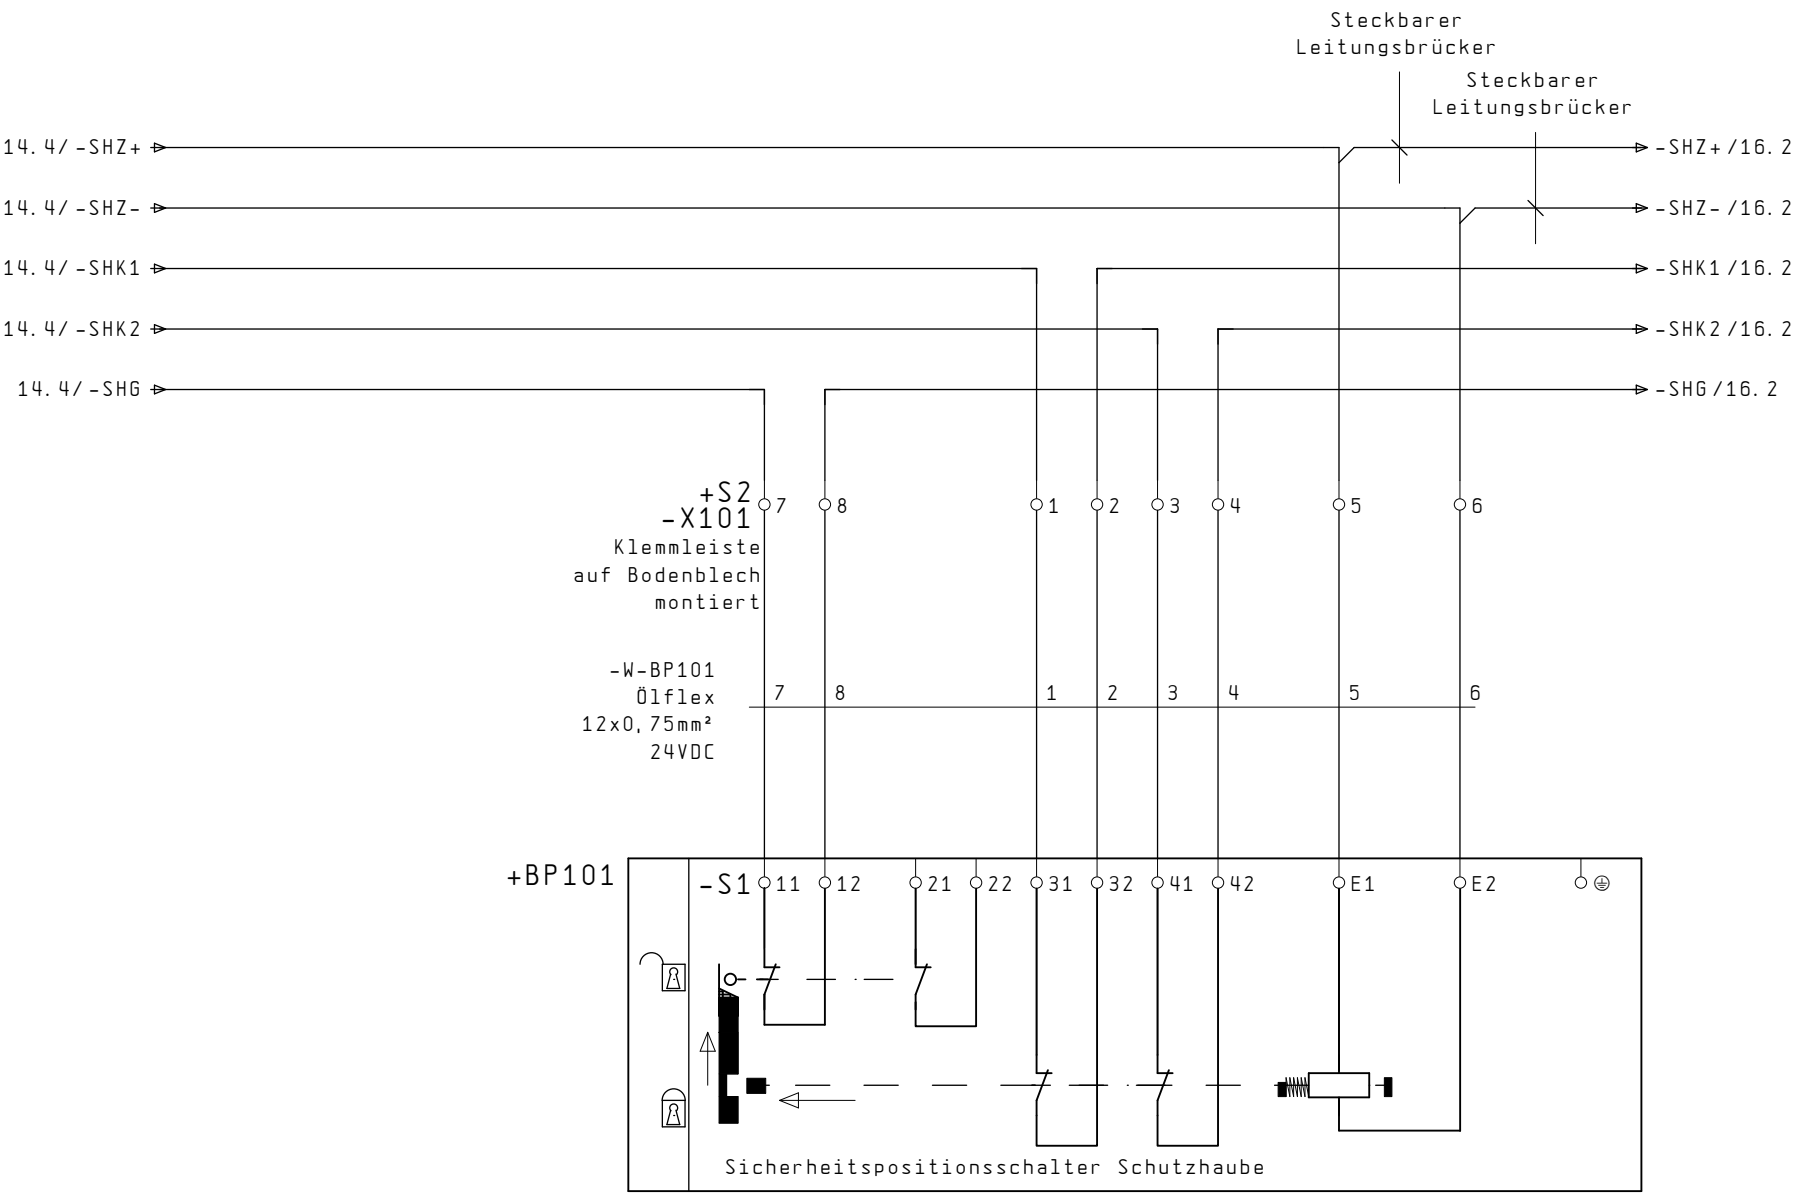 Steckbarer
Leitungsbrücker
Steckbarer
Leitungsbrücker
14.4/-SHZ+
-SHZ+/16.2
14.4/-SHZ-
-SHZ-/16.2
14.4/-SHK1
-SHK1/16.2
14.4/-SHK2
-SHK2/16.2
14.4/-SHG
-SHG/16.2
+S2
-X101
7 8 1 2 3 4 5 6
Klemmleiste
auf Bodenblech
montiert
-W-BP101
Ölflex
12x0,75mm²
24VDC
7 8 1 2 3 4 5 6
+BP101
-S1 11 12 21 22 31 32 41 42 E1 E2
Sicherheitspositionsschalter Schutzhaube